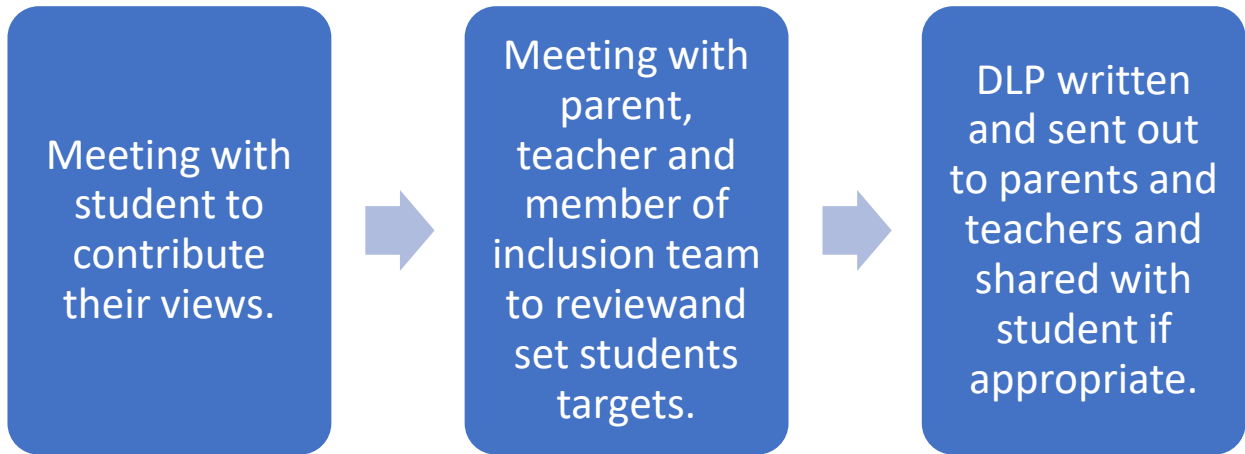 Meeting with
student to
contribute
their views.
Meeting with
parent,
teacher and
member of
inclusion team
to reviewand
set students
targets.
DLP written
and sent out
to parents and
teachers and
shared with
student if
appropriate.